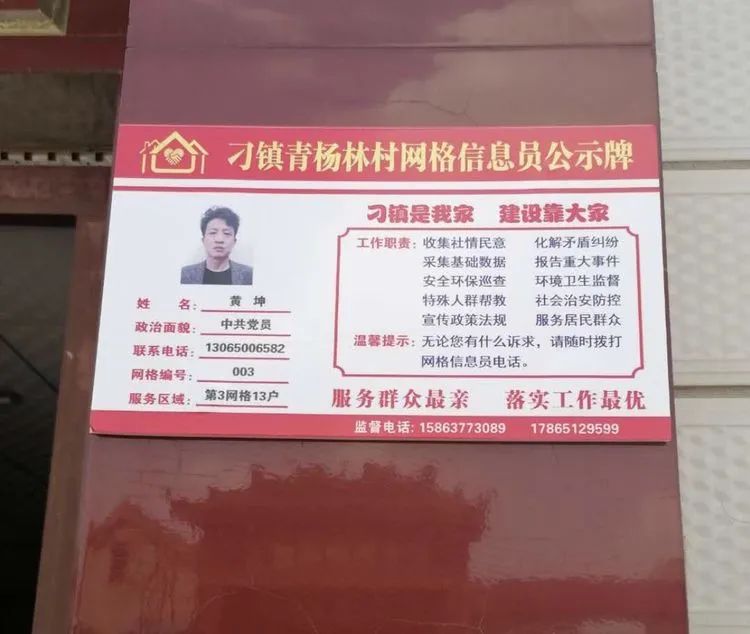 刁镇青杨林村网格信息员公示牌
刁镇是我家 建设靠大家
姓 名：黄 坤
政治面貌：中共党员
联系电话：13065006582
网格编号：003
服务区域：第3网格13户
工作职责：收集社情民意 化解矛盾纠纷
采集基础数据 报告重大事件
安全环保巡查 环境卫生监督
特殊人群帮教 社会治安防控
宣传政策法规 服务居民群众
温馨提示：无论您有什么诉求，请随时拨打
网格信息员电话。
服务群众最亲 落实工作最优
监督电话：15863773089 17865129599